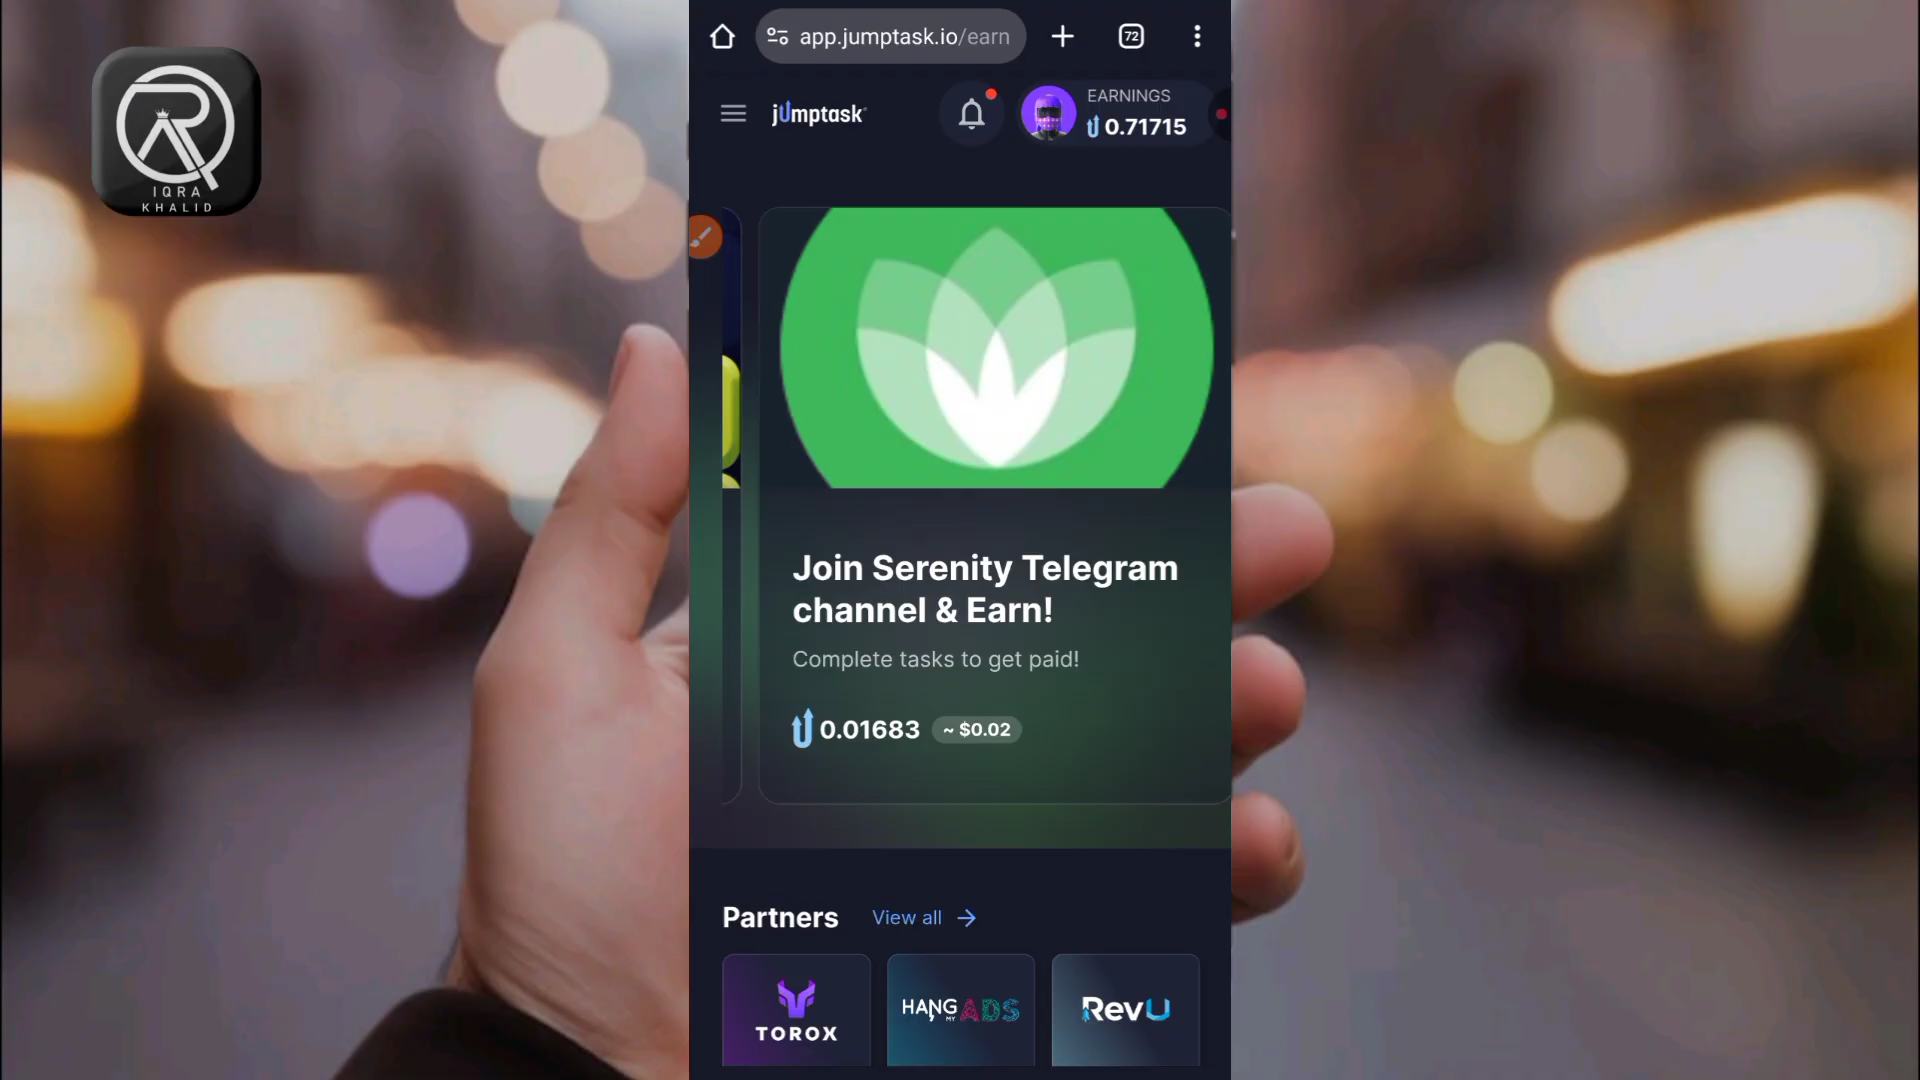 IQRA
KHALID
72
app.jumptask.io/earn
jumptask
EARNINGS
0.71715
Join Serenity Telegram
channel & Earn!
Complete tasks to get paid!
0.01683
~ $0.02
Partners
View all
TOROX
HANG MY ADS
RevU